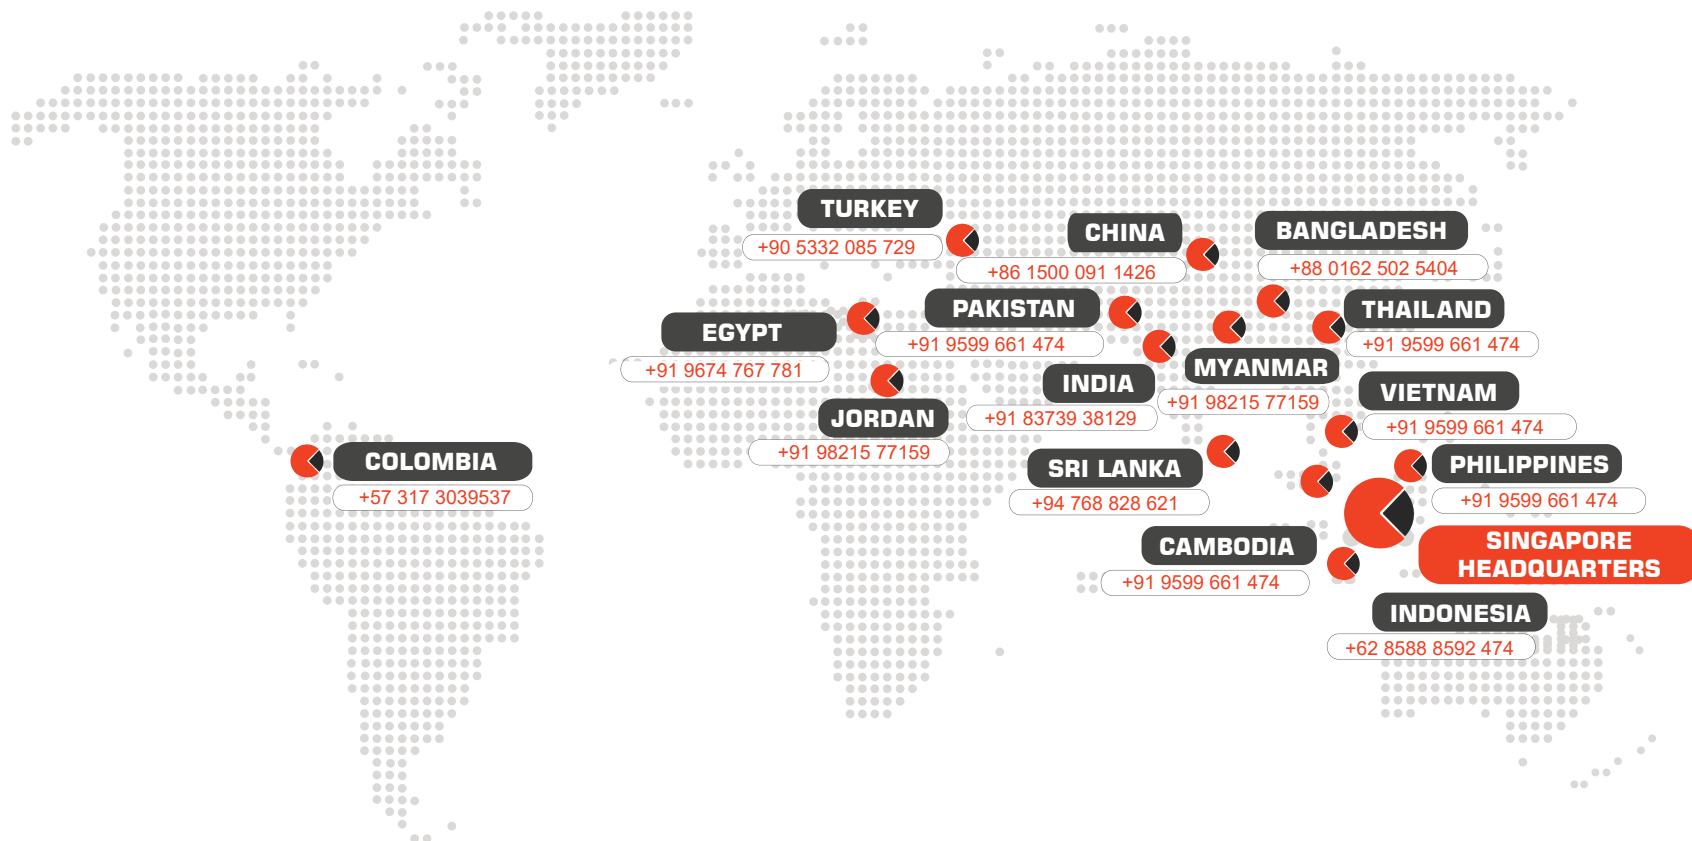 TURKEY
+90 5332 085 729
CHINA
+86 1500 091 1426
BANGLADESH
+88 0162 502 5404
PAKISTAN
+91 9599 661 474
THAILAND
+91 9599 661 474
EGYPT
+91 9674 767 781
MYANMAR
+91 98215 77159
INDIA
+91 83739 38129
VIETNAM
+91 9599 661 474
JORDAN
+91 98215 77159
COLOMBIA
+57 317 3039537
SRI LANKA
+94 768 828 621
PHILIPPINES
+91 9599 661 474
CAMBODIA
+91 9599 661 474
SINGAPORE
HEADQUARTERS
INDONESIA
+62 8588 8592 474